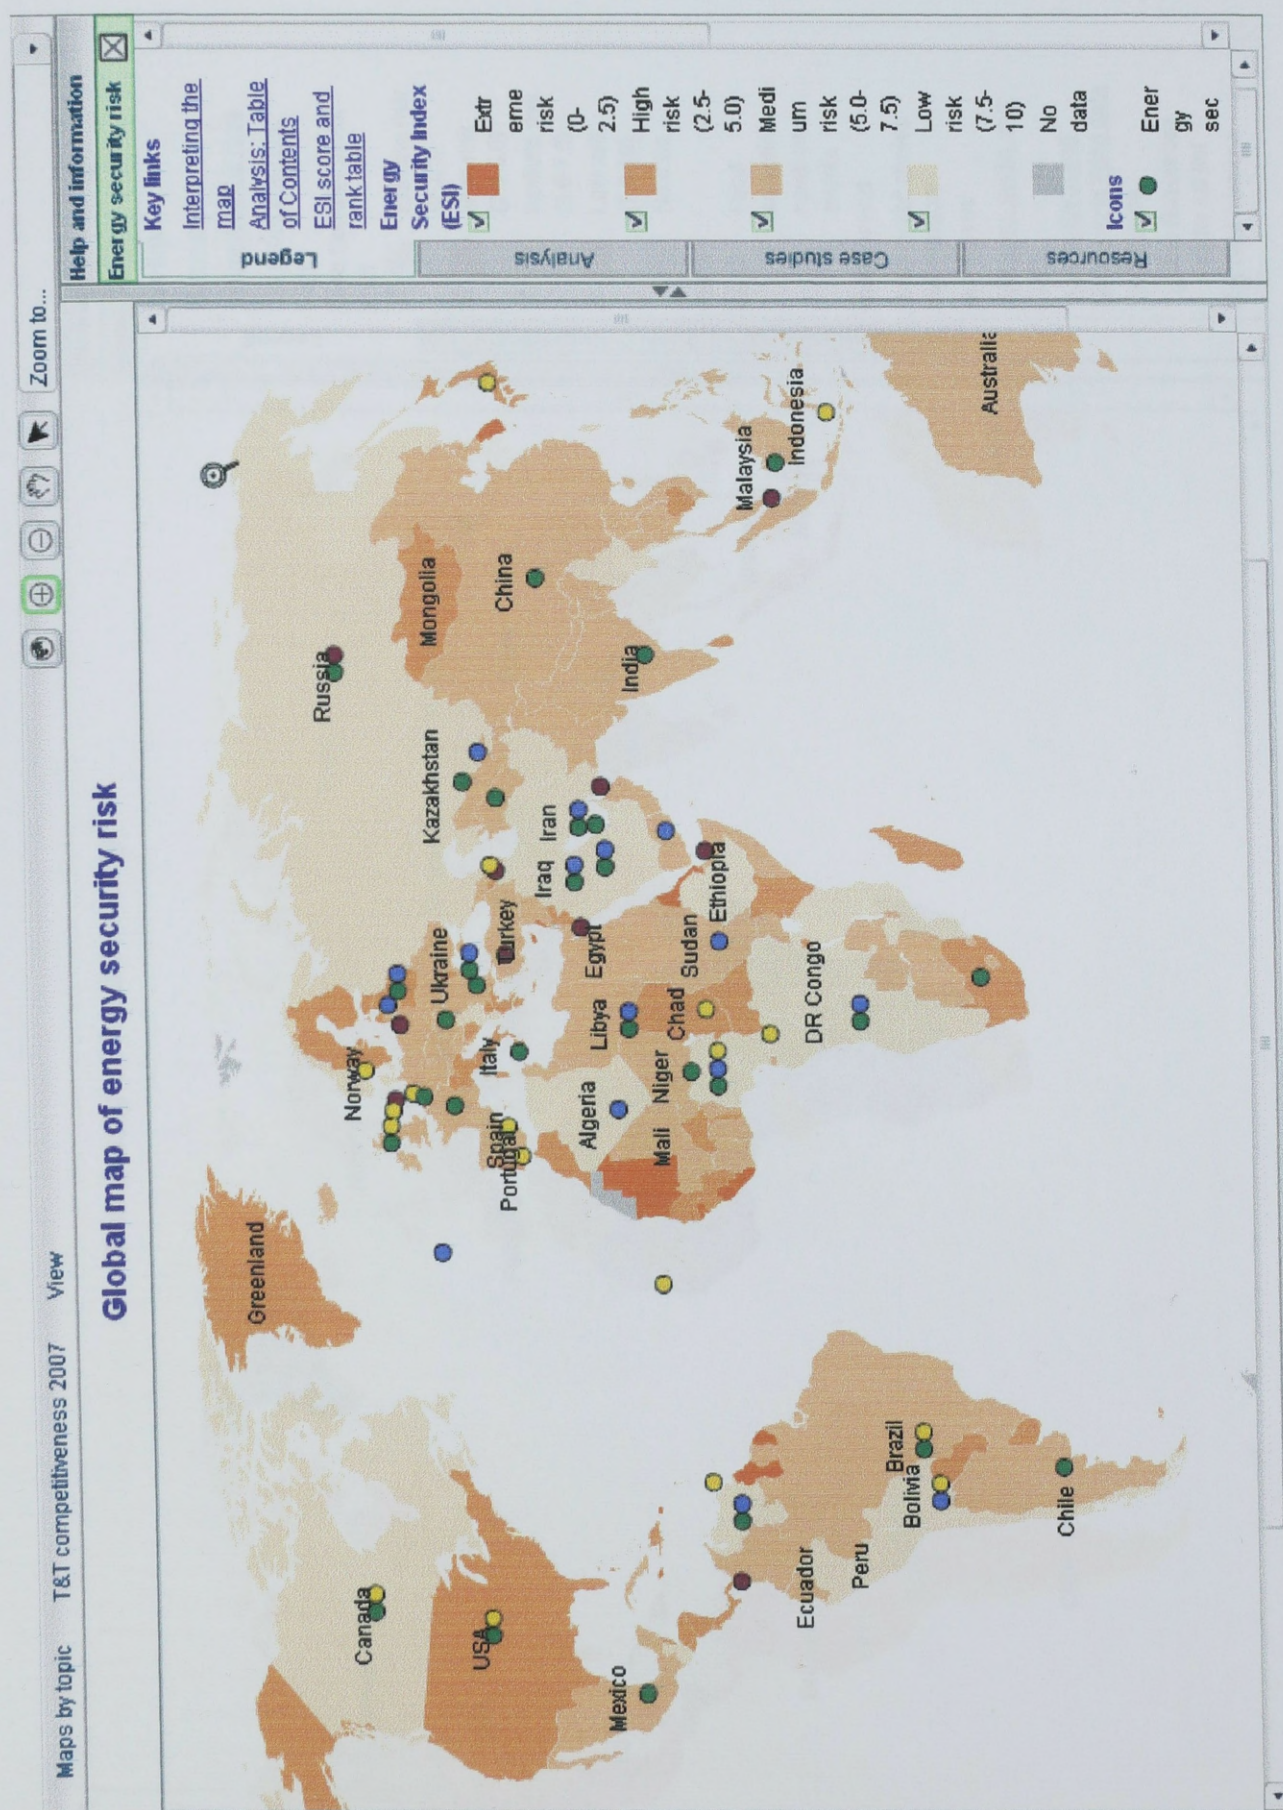 Zoom to...
Maps by topic
T&T competitiveness 2007
View
Global map of energy security risk
Help and information
Energy security risk
Key links
Interpreting the
map
Analysis: Table
of Contents
ESI score and
rank table
Energy
Security Index
(ESI)
Extr
eme
risk
(0-
2.5)
High
risk
(2.5-
5.0)
Medi
um
risk
(5.0-
7.5)
Low
risk
(7.5-
10)
No
data
Icons
Ener
gy
sec
Legend
Analysis
Case studies
Resources
Greenland
Canada
USA
Mexico
Ecuador
Peru
Bolivia
Brazil
Chile
Norway
Russia
Ukraine
Kazakhstan
Mongolia
China
India
Italy
Spain
Portugal
Turkey
Iraq
Iran
Algeria
Libya
Egypt
Mali
Niger
Chad
Sudan
Ethiopia
DR Congo
Malaysia
Indonesia
Australia